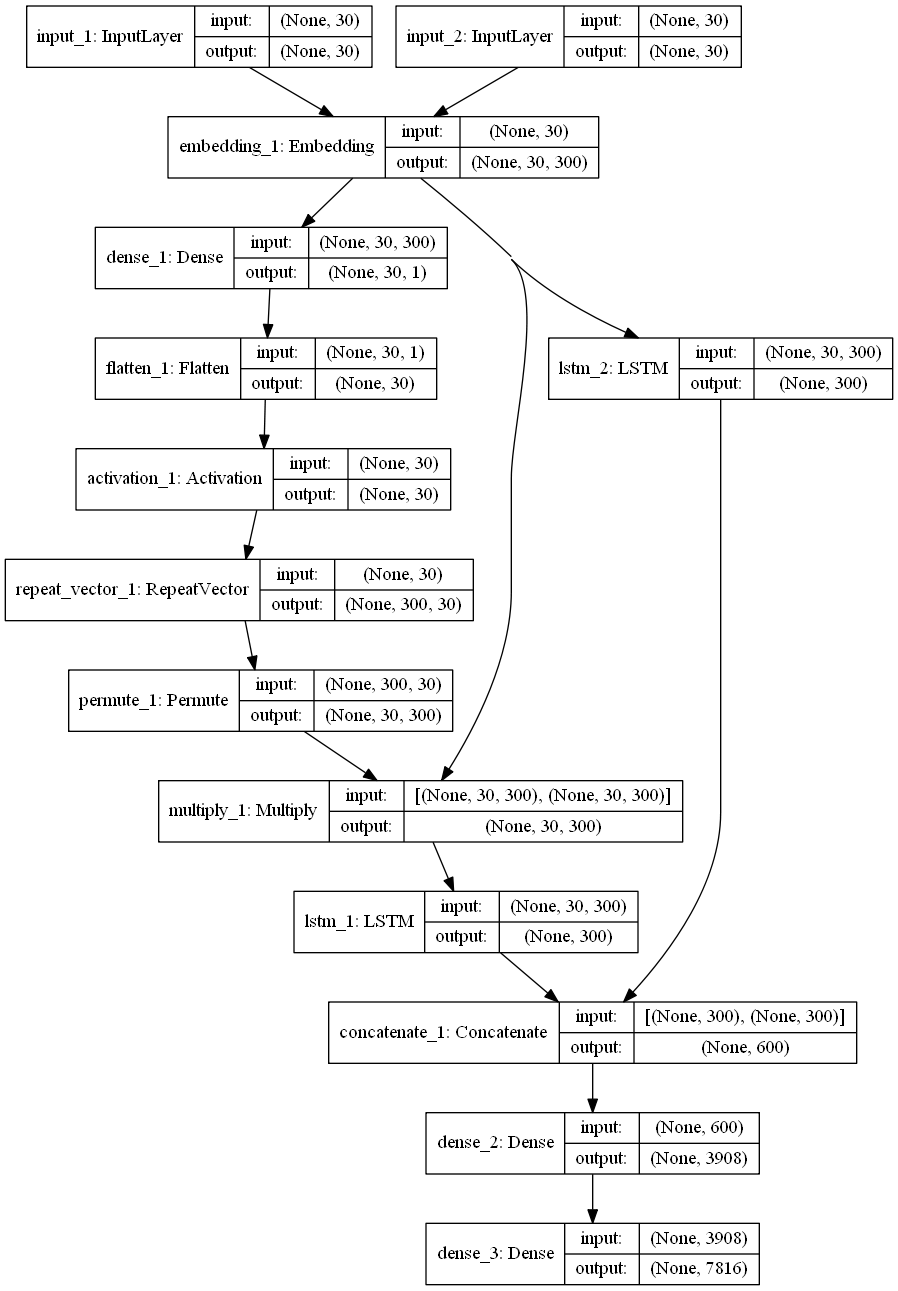 input_1: InputLayer input: (None, 30)
output: (None, 30)
input_2: InputLayer input: (None, 30)
output: (None, 30)
embedding_1: Embedding input: (None, 30)
output: (None, 30, 300)
dense_1: Dense input: (None, 30, 300)
output: (None, 30, 1)
flatten_1: Flatten input: (None, 30, 1)
output: (None, 30)
lstm_2: LSTM input: (None, 30, 300)
output: (None, 300)
activation_1: Activation input: (None, 30)
output: (None, 30)
repeat_vector_1: RepeatVector input: (None, 30)
output: (None, 300, 30)
permute_1: Permute input: (None, 300, 30)
output: (None, 30, 300)
multiply_1: Multiply input: [(None, 30, 300), (None, 30, 300)]
output: (None, 30, 300)
lstm_1: LSTM input: (None, 30, 300)
output: (None, 300)
concatenate_1: Concatenate input: [(None, 300), (None, 300)]
output: (None, 600)
dense_2: Dense input: (None, 600)
output: (None, 3908)
dense_3: Dense input: (None, 3908)
output: (None, 7816)